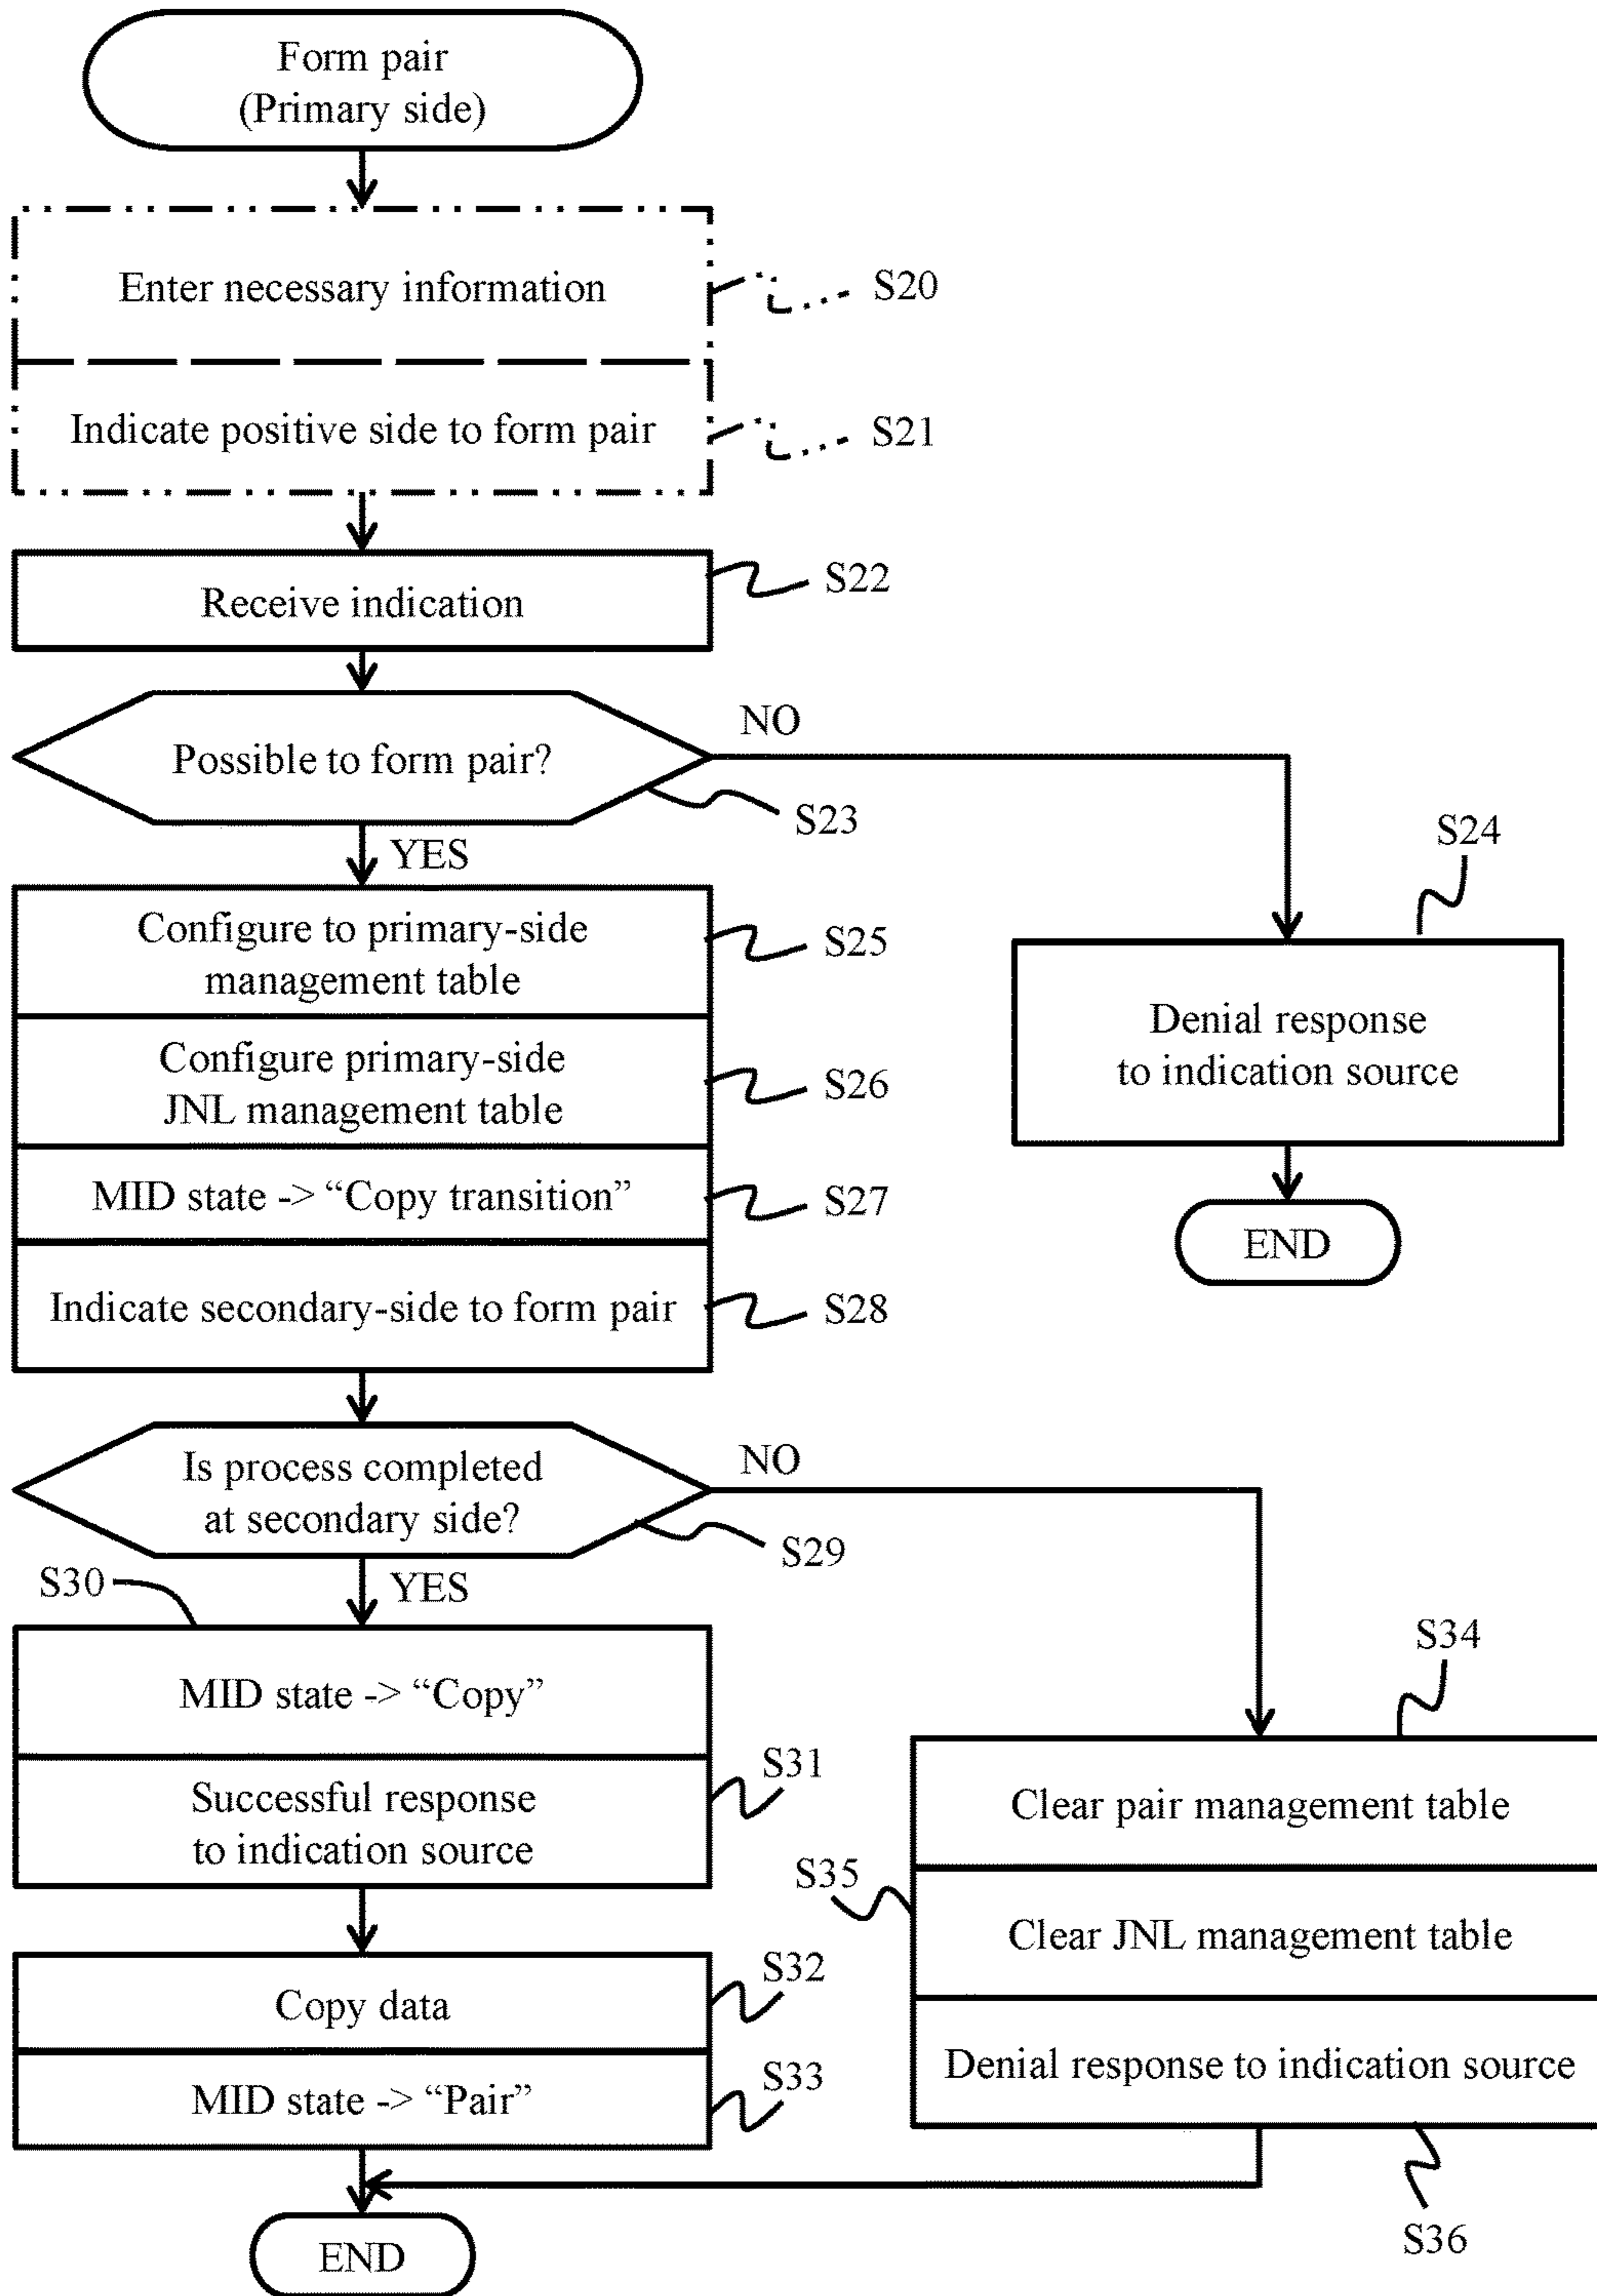 Form pair
(Primary side)
Enter necessary information
S20
Indicate positive side to form pair
S21
Receive indication
S22
Possible to form pair?
NO
S23
YES
S24
Denial response
to indication source
END
Configure to primary-side
management table
S25
Configure primary-side
JNL management table
S26
MID state -> “Copy transition”
S27
Indicate secondary-side to form pair
S28
Is process completed
at secondary side?
NO
S29
YES
S30
MID state -> “Copy”
Successful response
to indication source
S31
Copy data
S32
MID state -> “Pair”
S33
S34
Clear pair management table
S35
Clear JNL management table
Denial response to indication source
S36
END